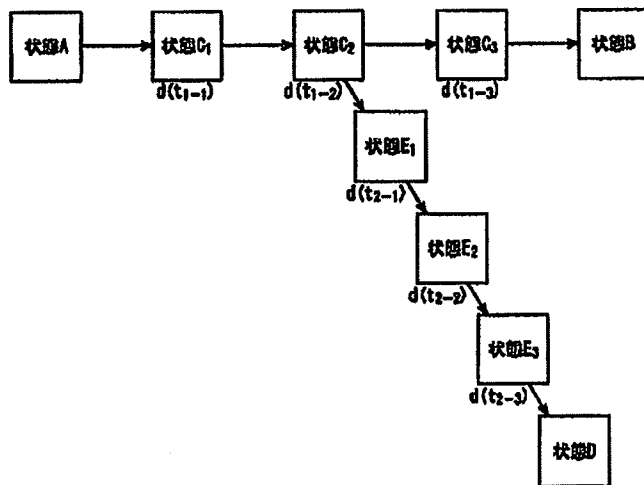 状態A 状態C₁ 状態C₂ 状態C₃ 状態B
d(t₁₋₁) d(t₁₋₂) d(t₁₋₃)
状態E₁
d(t₂₋₁)
状態E₂
d(t₂₋₂)
状態E₃
d(t₂₋₃)
状態D